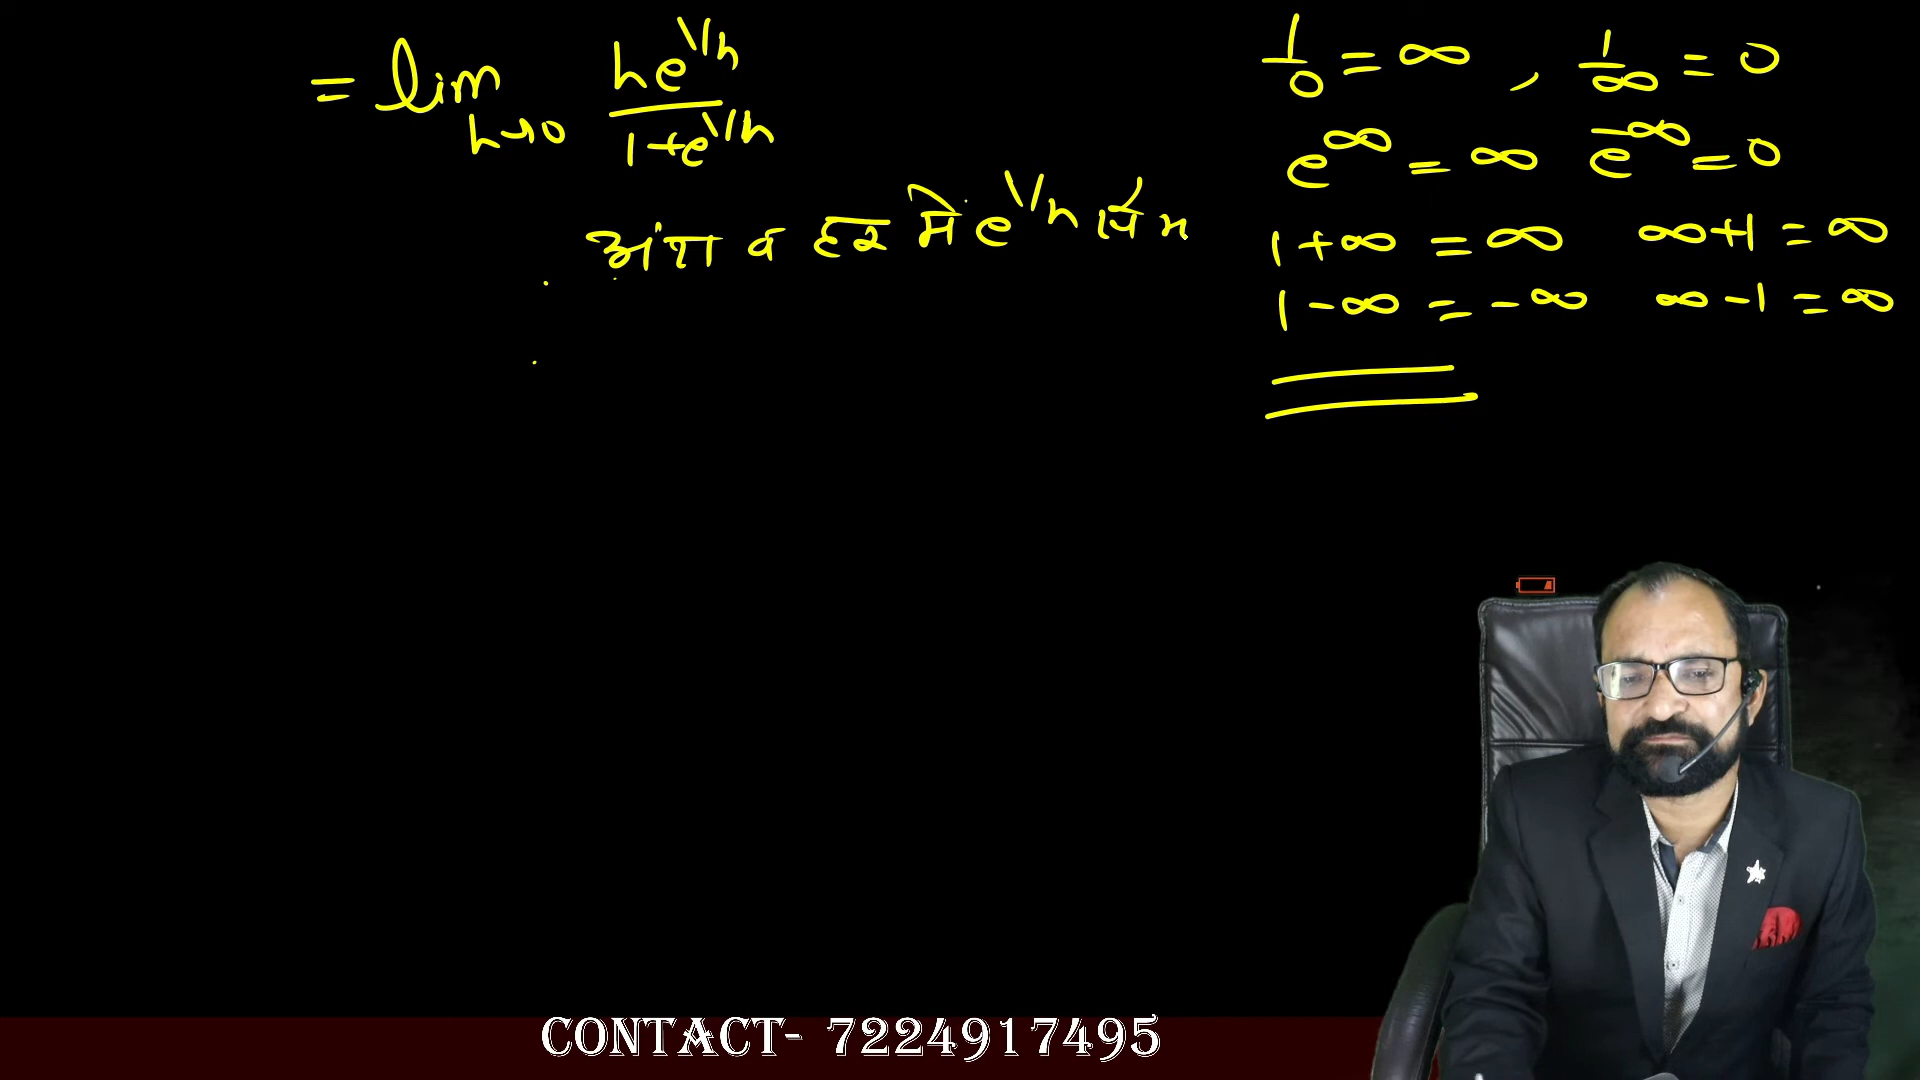 = lim h→0 he^1/h / 1+e^1/h
अंश व हर में e^1/h
1/0 = ∞ , 1/∞ = 0
e^∞ = ∞ e^-∞ = 0
1+∞ = ∞ ∞+1 = ∞
1-∞ = -∞ ∞-1 = ∞
CONTACT- 7224917495